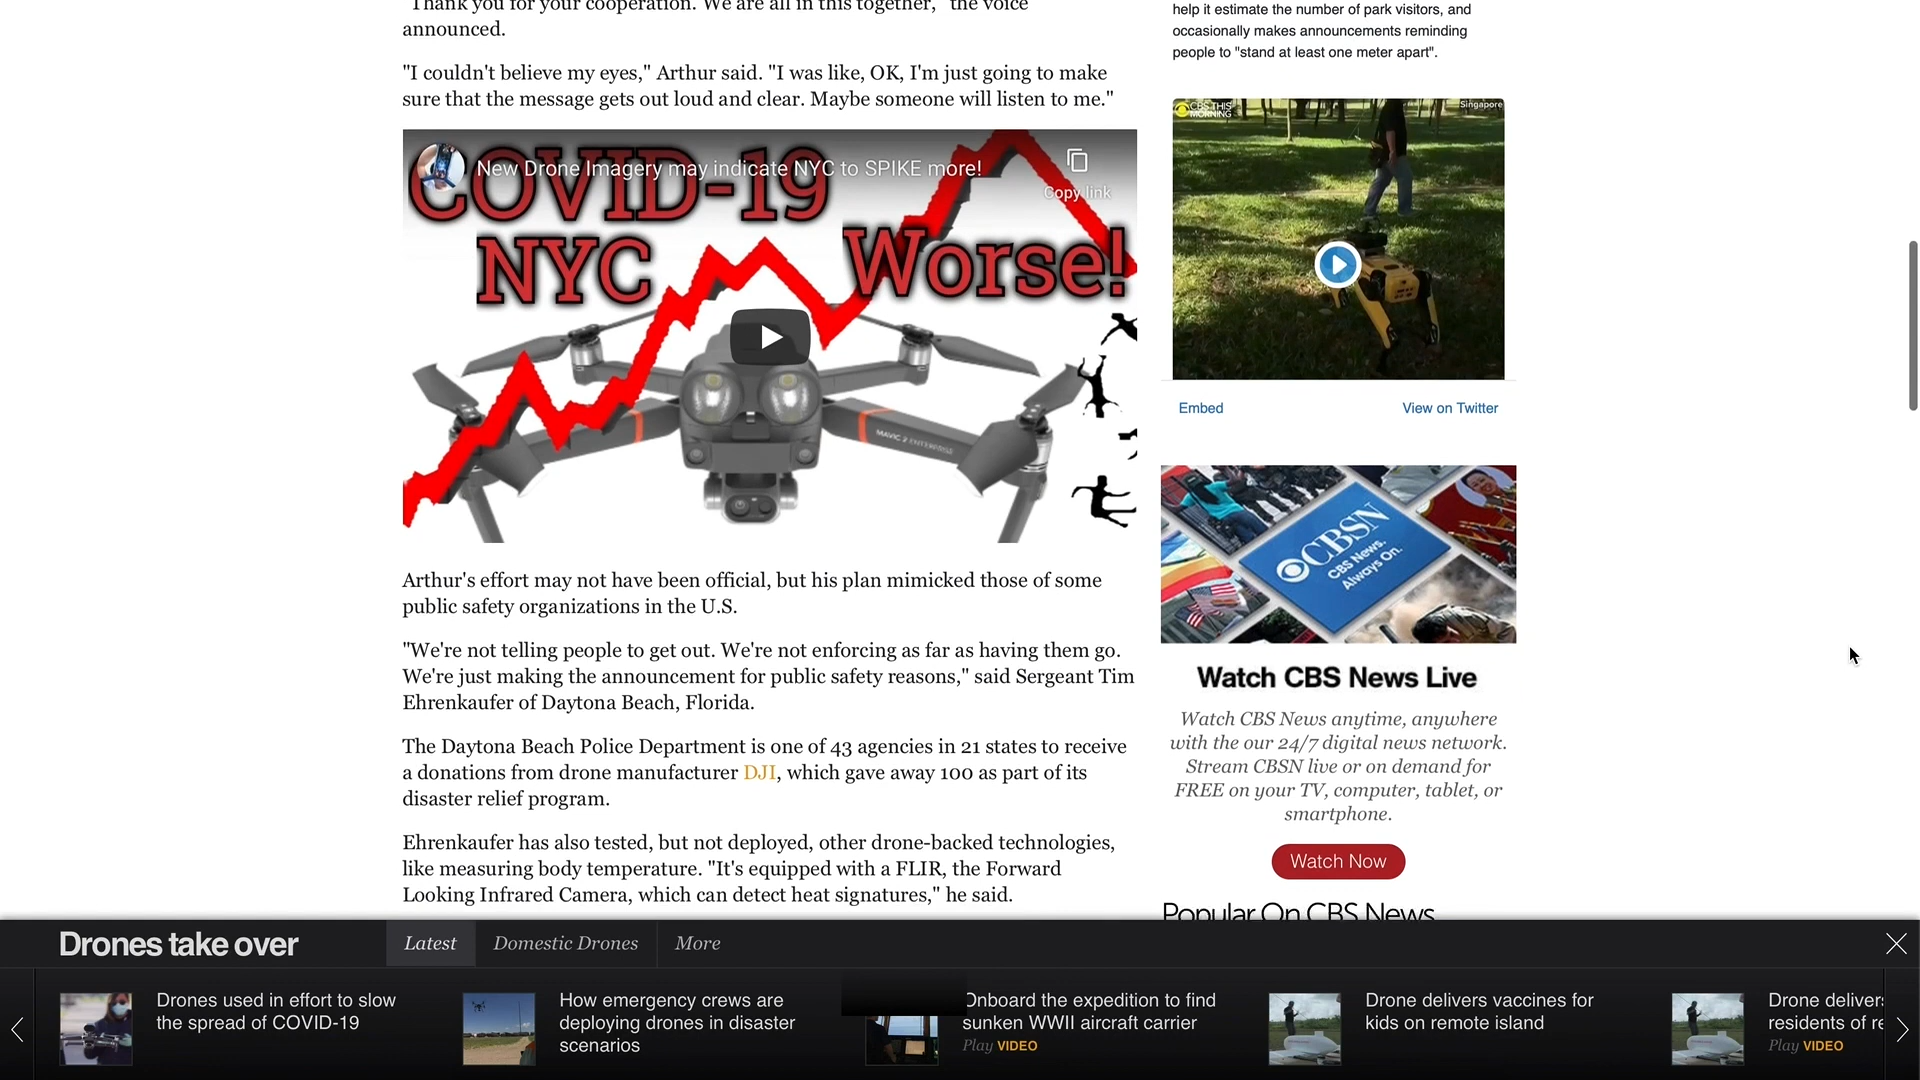 "Thank you for your cooperation. We are all in this together," the voice
announced.
"I couldn't believe my eyes," Arthur said. "I was like, OK, I'm just going to make
sure that the message gets out loud and clear. Maybe someone will listen to me."
COVID-19
NYC
Worse!
New Drone Imagery may indicate NYC to SPIKE more!
Copy link
MAVIC 2 ENTERPRISE
Arthur's effort may not have been official, but his plan mimicked those of some
public safety organizations in the U.S.
"We're not telling people to get out. We're not enforcing as far as having them go.
We're just making the announcement for public safety reasons," said Sergeant Tim
Ehrenkaufer of Daytona Beach, Florida.
The Daytona Beach Police Department is one of 43 agencies in 21 states to receive
a donations from drone manufacturer DJI, which gave away 100 as part of its
disaster relief program.
Ehrenkaufer has also tested, but not deployed, other drone-backed technologies,
like measuring body temperature. "It's equipped with a FLIR, the Forward
Looking Infrared Camera, which can detect heat signatures," he said.
help it estimate the number of park visitors, and
occasionally makes announcements reminding
people to "stand at least one meter apart".
CBS THIS
MORNING
Singapore
Embed
View on Twitter
CBSN
CBS News.
Always On.
Watch CBS News Live
Watch CBS News anytime, anywhere
with the our 24/7 digital news network.
Stream CBSN live or on demand for
FREE on your TV, computer, tablet, or
smartphone.
Watch Now
Popular On CBS News
Drones take over
Latest
Domestic Drones
More
Drones used in effort to slow
the spread of COVID-19
How emergency crews are
deploying drones in disaster
scenarios
Onboard the expedition to find
sunken WWII aircraft carrier
Play VIDEO
Drone delivers vaccines for
kids on remote island
Drone delivers
residents of re
Play VIDEO